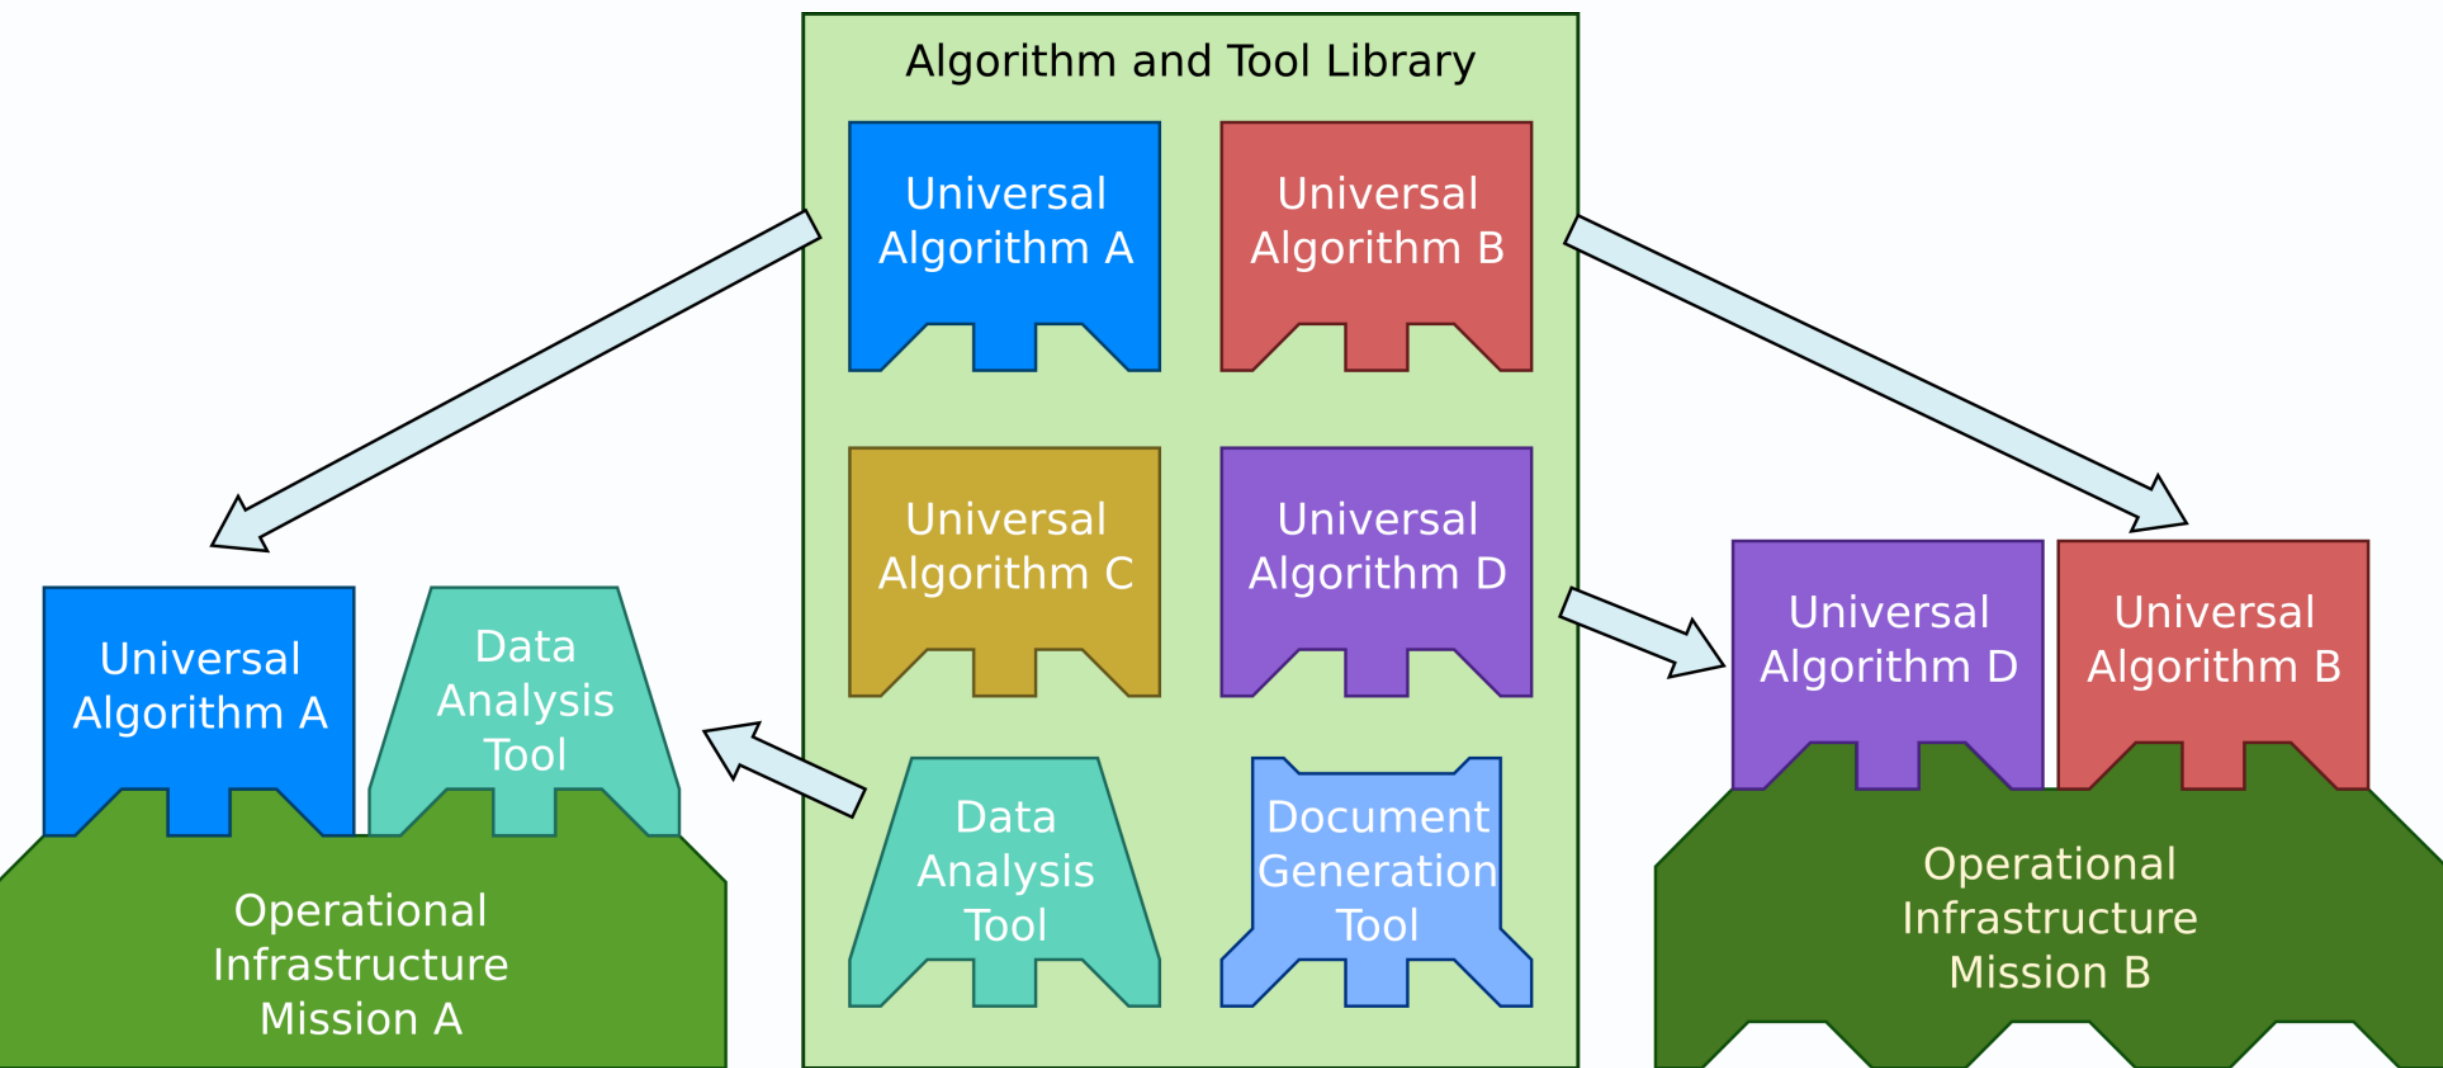 Algorithm and Tool Library
Universal
Algorithm A
Universal
Algorithm B
Universal
Algorithm C
Universal
Algorithm D
Data
Analysis
Tool
Document
Generation
Tool
Universal
Algorithm A
Data
Analysis
Tool
Operational
Infrastructure
Mission A
Universal
Algorithm D
Universal
Algorithm B
Operational
Infrastructure
Mission B